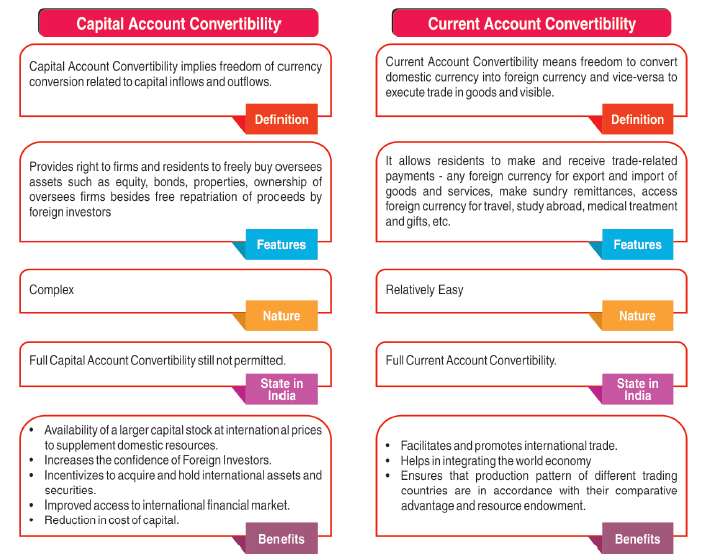 Capital Account Convertibility
Capital Account Convertibility implies freedom of currency
conversion related to capital inflows and outflows.
Definition
Provides right to firms and residents to freely buy oversees
assets such as equity, bonds, properties, ownership of
oversees firms besides free repatriation of proceeds by
foreign investors
Features
Complex
Nature
Full Capital Account Convertibility still not permitted.
State in
India
• Availability of a larger capital stock at international prices
to supplement domestic resources.
• Increases the confidence of Foreign Investors.
• Incentivizes to acquire and hold international assets and
securities.
• Improved access to international financial market.
• Reduction in cost of capital.
Benefits
Current Account Convertibility
Current Account Convertibility means freedom to convert
domestic currency into foreign currency and vice-versa to
execute trade in goods and visible.
Definition
It allows residents to make and receive trade-related
payments - any foreign currency for export and import of
goods and services, make sundry remittances, access
foreign currency for travel, study abroad, medical treatment
and gifts, etc.
Features
Relatively Easy
Nature
Full Current Account Convertibility.
State in
India
• Facilitates and promotes international trade.
• Helps in integrating the world economy
• Ensures that production pattern of different trading
countries are in accordance with their comparative
advantage and resource endowment.
Benefits